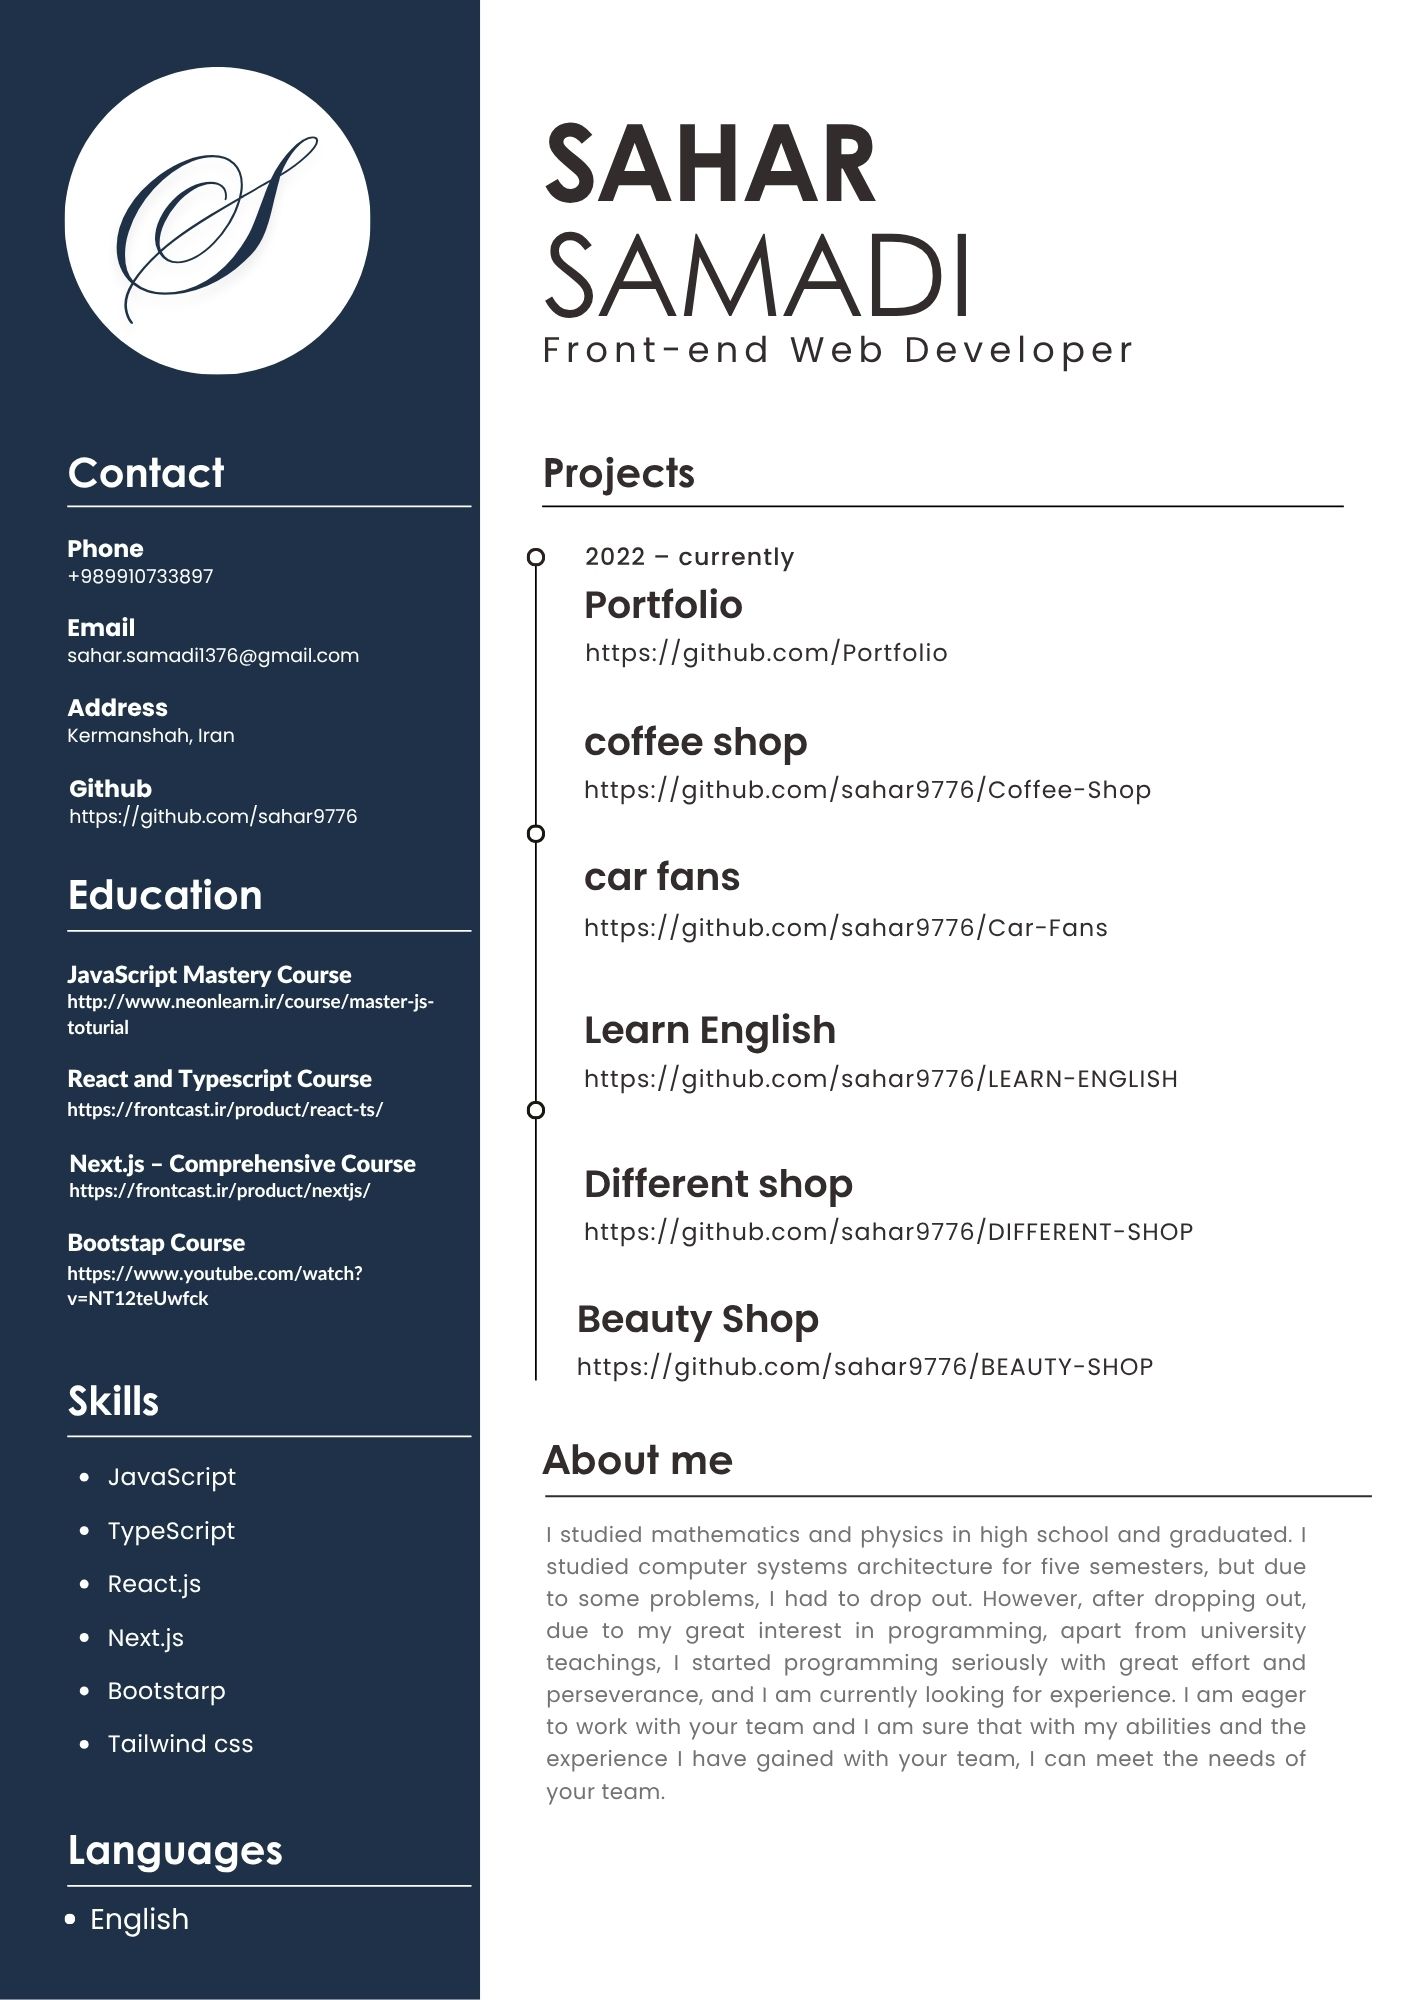 S
SAHAR
SAMADI
Front-end Web Developer
Contact
Phone
+989910733897
Email
sahar.samadi1376@gmail.com
Address
Kermanshah, Iran
Github
https://github.com/sahar9776
Education
JavaScript Mastery Course
http://www.neonlearn.ir/course/master-js-
toturial
React and Typescript Course
https://frontcast.ir/product/react-ts/
Next.js – Comprehensive Course
https://frontcast.ir/product/nextjs/
Bootstap Course
https://www.youtube.com/watch?
v=NT12teUwfck
Skills
• JavaScript
• TypeScript
• React.js
• Next.js
• Bootstarp
• Tailwind css
Languages
• English
Projects
2022 – currently
Portfolio
https://github.com/Portfolio
coffee shop
https://github.com/sahar9776/Coffee-Shop
car fans
https://github.com/sahar9776/Car-Fans
Learn English
https://github.com/sahar9776/LEARN-ENGLISH
Different shop
https://github.com/sahar9776/DIFFERENT-SHOP
Beauty Shop
https://github.com/sahar9776/BEAUTY-SHOP
About me
I studied mathematics and physics in high school and graduated. I
studied computer systems architecture for five semesters, but due
to some problems, I had to drop out. However, after dropping out,
due to my great interest in programming, apart from university
teachings, I started programming seriously with great effort and
perseverance, and I am currently looking for experience. I am eager
to work with your team and I am sure that with my abilities and the
experience I have gained with your team, I can meet the needs of
your team.